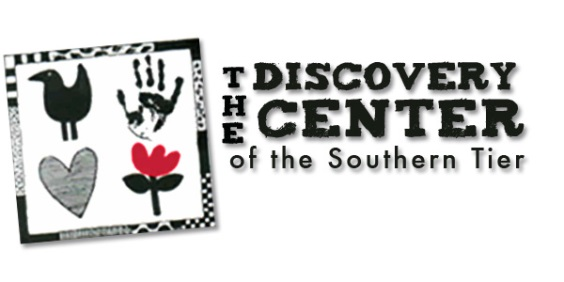 THE DISCOVERY
CENTER
of the Southern Tier